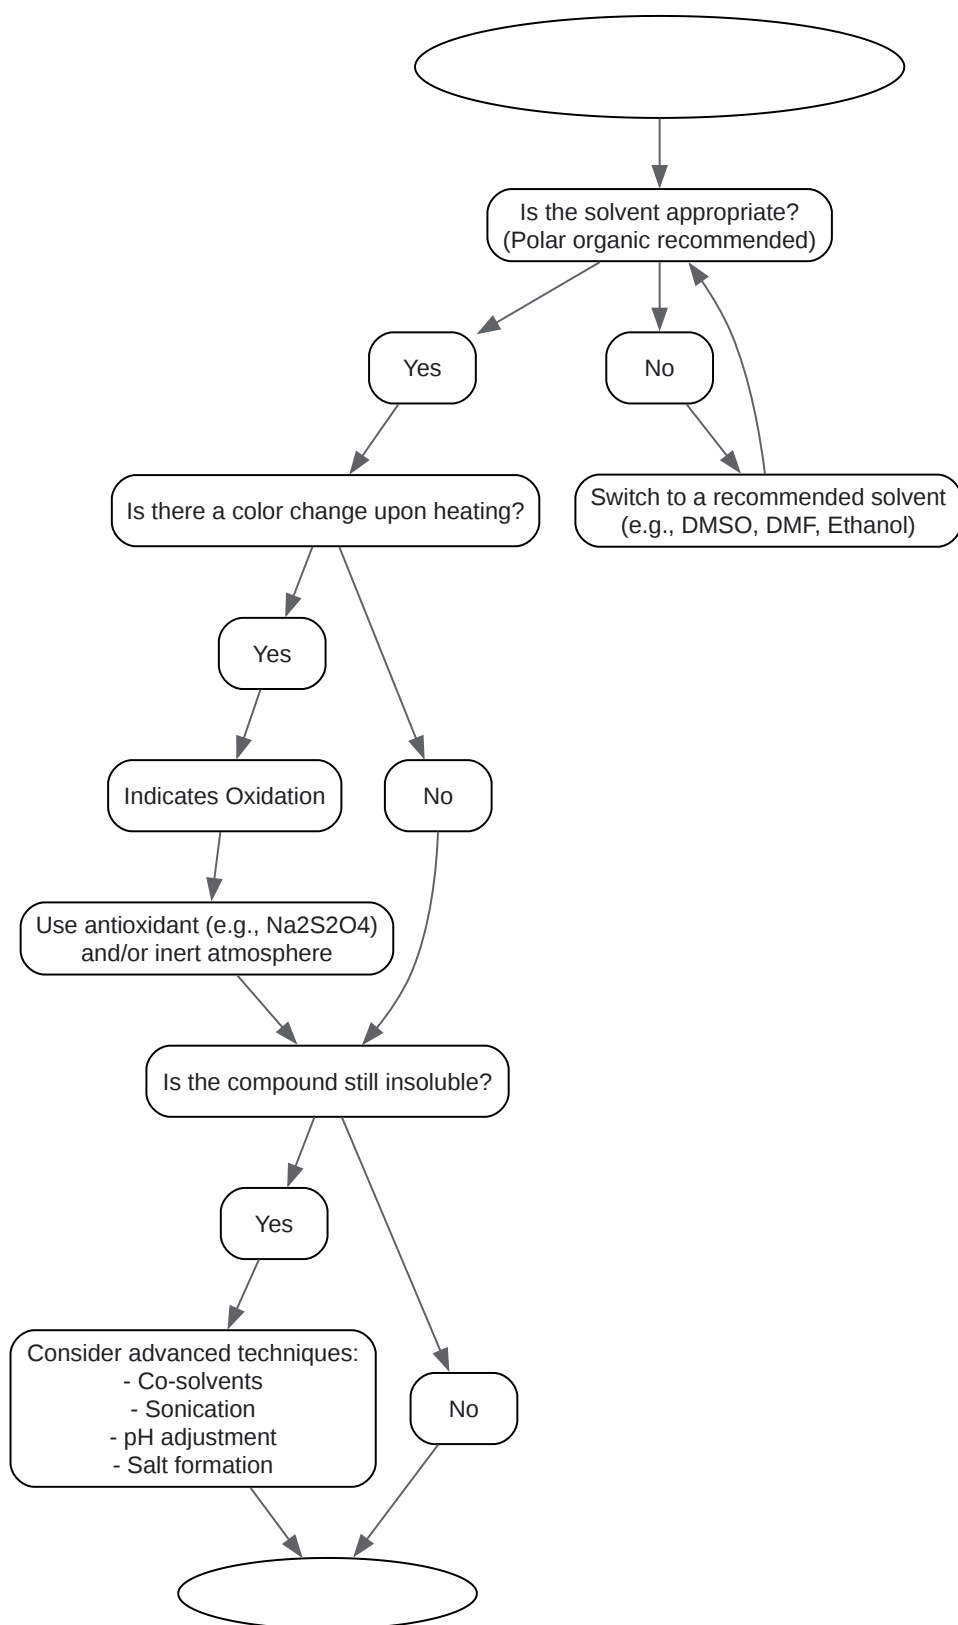 Is the solvent appropriate?
(Polar organic recommended)
Yes
No
Is there a color change upon heating?
Switch to a recommended solvent
(e.g., DMSO, DMF, Ethanol)
Yes
Indicates Oxidation
No
Use antioxidant (e.g., Na2S2O4)
and/or inert atmosphere
Is the compound still insoluble?
Yes
Consider advanced techniques:
- Co-solvents
- Sonication
- pH adjustment
- Salt formation
No